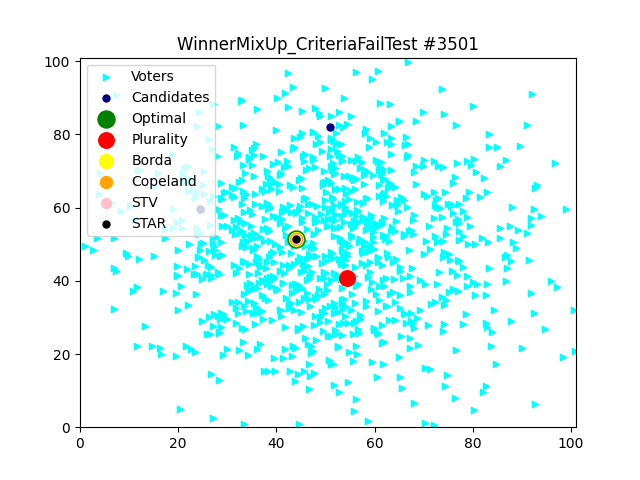 WinnerMixUp_CriteriaFailTest #3501
100
80
60
40
20
0
Voters
Candidates
Optimal
Plurality
Borda
Copeland
STV
STAR
0 20 40 60 80 100